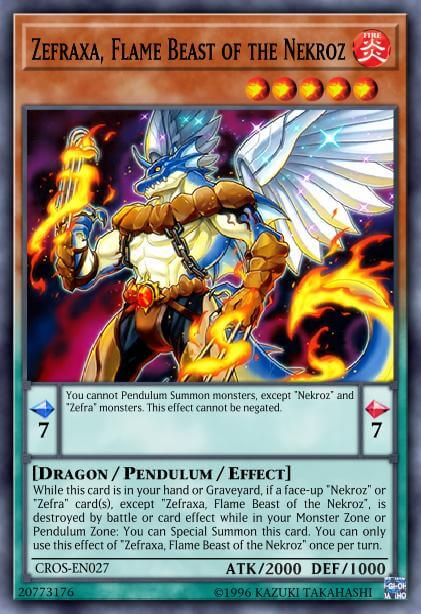 Zefraxa, Flame Beast of the Nekroz
FIRE
炎
You cannot Pendulum Summon monsters, except "Nekroz" and
"Zefra" monsters. This effect cannot be negated.
7
7
[Dragon / Pendulum / Effect]
While this card is in your hand or Graveyard, if a face-up "Nekroz" or
"Zefra" card(s), except "Zefraxa, Flame Beast of the Nekroz", is
destroyed by battle or card effect while in your Monster Zone or
Pendulum Zone: You can Special Summon this card. You can only
use this effect of "Zefraxa, Flame Beast of the Nekroz" once per turn.
CROS-EN027
ATK/2000 DEF/1000
20773176
©1996 KAZUKI TAKAHASHI